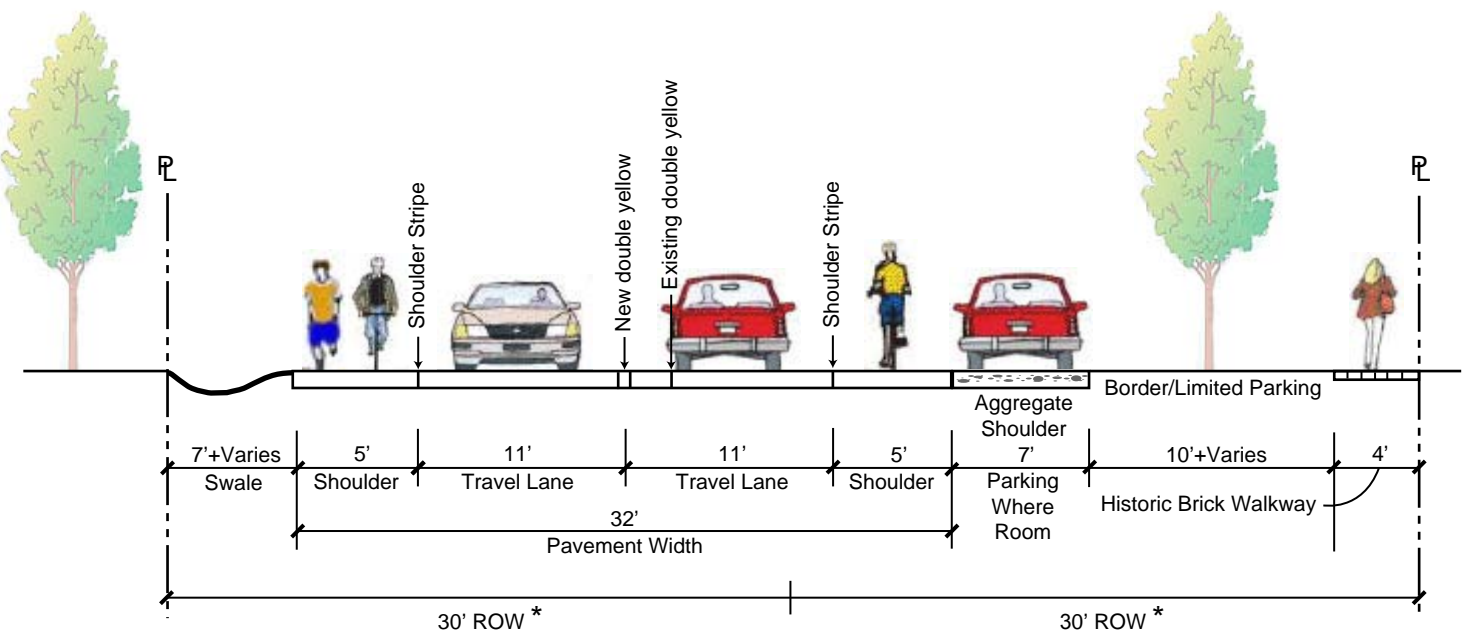 PL
PL
Shoulder Stripe
New double yellow
Existing double yellow
Shoulder Stripe
Aggregate
Shoulder
Border/Limited Parking
7'+Varies
Swale
5'
Shoulder
11'
Travel Lane
11'
Travel Lane
5'
Shoulder
7'
Parking
Where
Room
10'+Varies
4'
Historic Brick Walkway
32'
Pavement Width
30' ROW *
30' ROW *